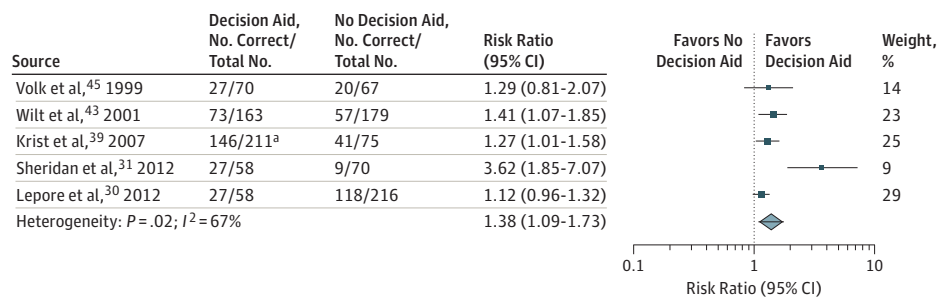 Decision Aid, No Decision Aid,
No. Correct/ No. Correct/ Risk Ratio Favors No Favors Weight,
Source Total No. Total No. (95% CI) Decision Aid Decision Aid %
Volk et al,45 1999 27/70 20/67 1.29 (0.81-2.07) 14
Wilt et al,43 2001 73/163 57/179 1.41 (1.07-1.85) 23
Krist et al,39 2007 146/211a 41/75 1.27 (1.01-1.58) 25
Sheridan et al,31 2012 27/58 9/70 3.62 (1.85-7.07) 9
Lepore et al,30 2012 27/58 118/216 1.12 (0.96-1.32) 29
Heterogeneity: P = .02; I2 = 67% 1.38 (1.09-1.73)
0.1 1 10
Risk Ratio (95% CI)